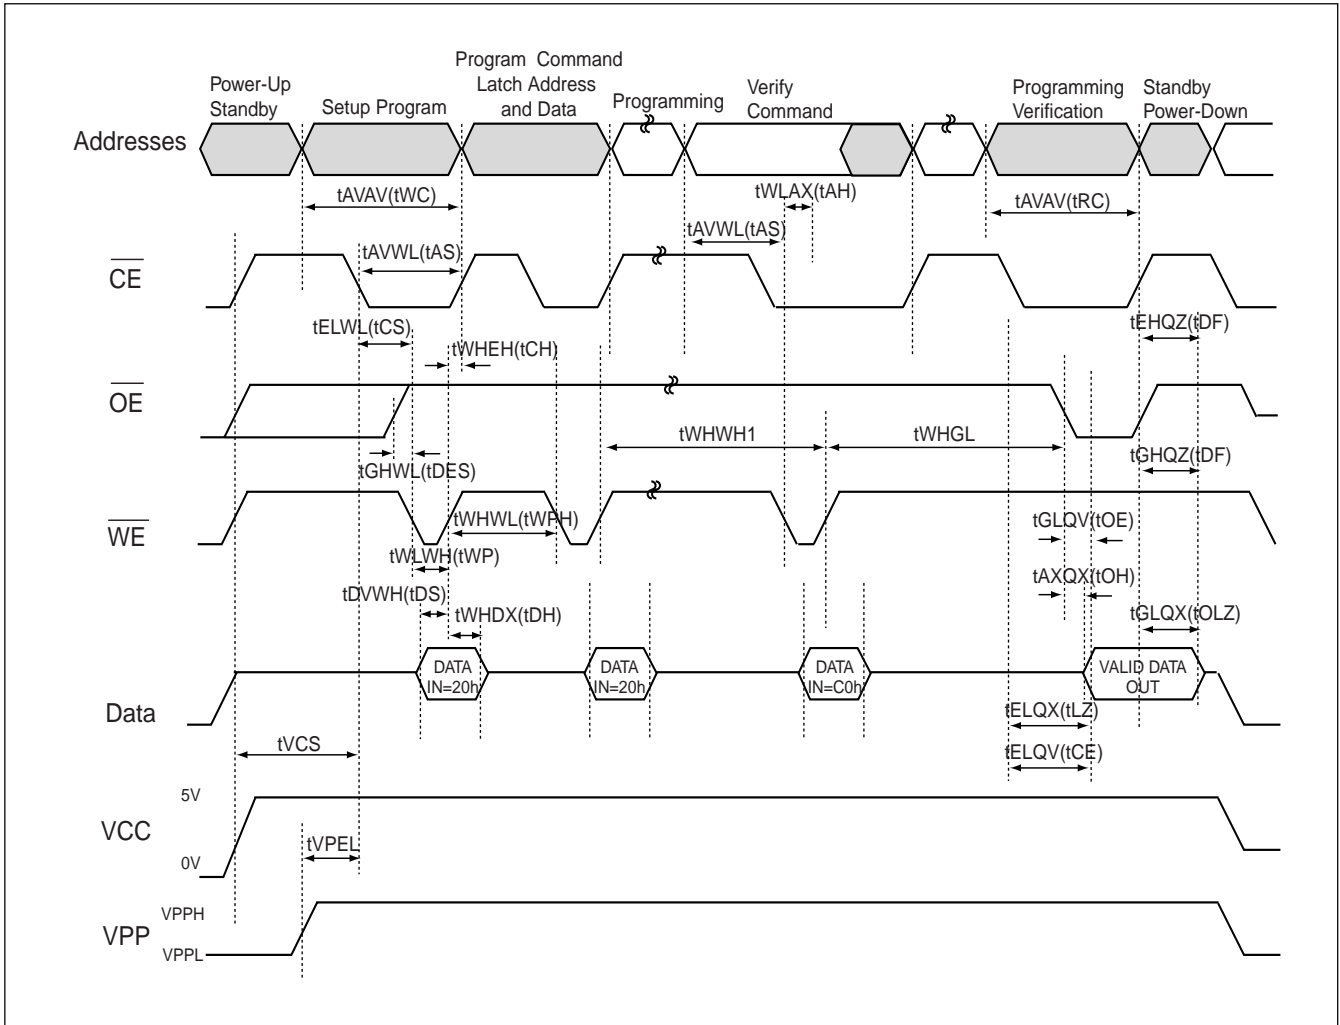 Power-Up
Standby
Setup Program
Program Command
Latch Address
and Data
Programming
Verify
Command
Programming
Verification
Standby
Power-Down
Addresses
tAVAV(tWC)
tWLAX(tAH)
tAVAV(tRC)
tAVWL(tAS)
tAVWL(tAS)
CE
tELWL(tCS)
tWHEH(tCH)
tEHQZ(tDF)
OE
tWHWH1
tWHGL
tGHWL(tDES)
tGHQZ(tDF)
WE
tWHWL(tWPH)
tGLQV(tOE)
tWLWH(tWP)
tAXQX(tOH)
tDVWH(tDS)
tWHDX(tDH)
tGLQX(tOLZ)
Data
DATA
IN=20h
DATA
IN=20h
DATA
IN=C0h
VALID DATA
OUT
tELQX(tLZ)
tVCS
tELQV(tCE)
5V
VCC
0V
tVPEL
VPPH
VPP
VPPL